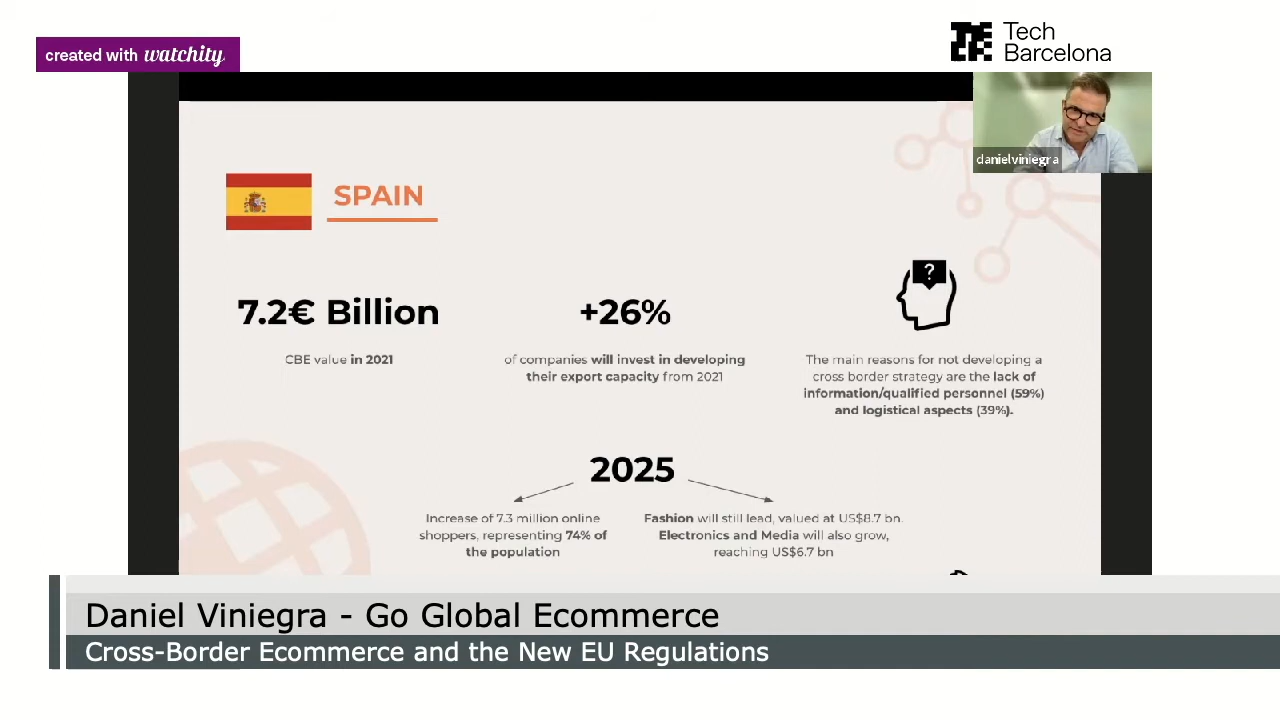 created with watchity
Tech
Barcelona
danielviniegra
SPAIN
7.2€ Billion
CBE value in 2021
+26%
of companies will invest in developing
their export capacity from 2021
?
The main reasons for not developing a
cross border strategy are the lack of
information/qualified personnel (59%)
and logistical aspects (39%).
2025
Increase of 7.3 million online
shoppers, representing 74% of
the population
Fashion will still lead, valued at US$8.7 bn.
Electronics and Media will also grow,
reaching US$6.7 bn
Daniel Viniegra - Go Global Ecommerce
Cross-Border Ecommerce and the New EU Regulations